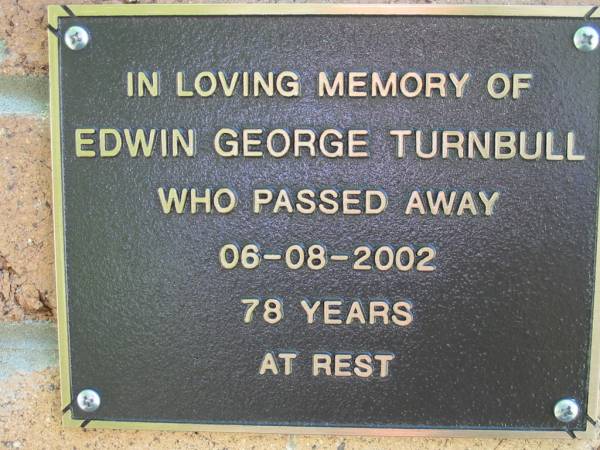 IN LOVING MEMORY OF
EDWIN GEORGE TURNBULL
WHO PASSED AWAY
06-08-2002
78 YEARS
AT REST